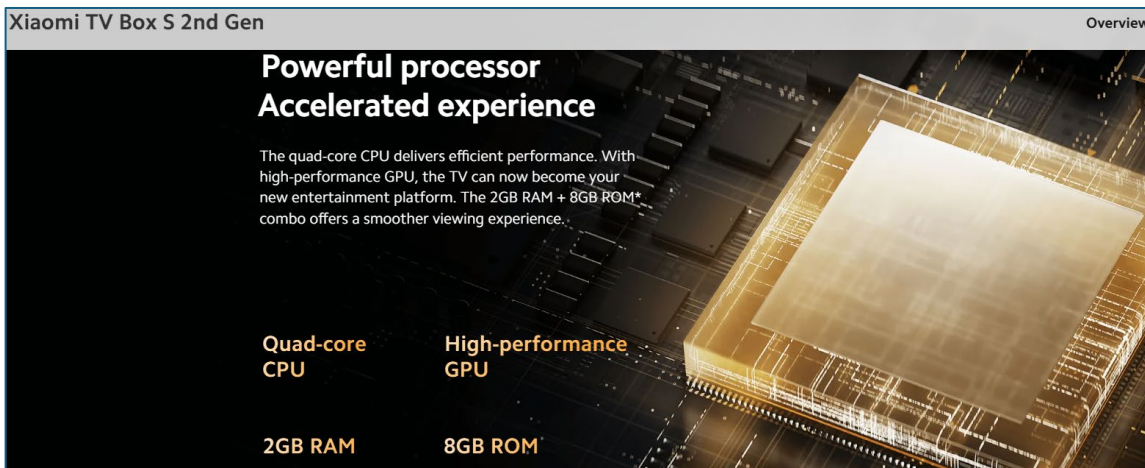 Xiaomi TV Box S 2nd Gen
Overview
Powerful processor
Accelerated experience
The quad-core CPU delivers efficient performance. With
high-performance GPU, the TV can now become your
new entertainment platform. The 2GB RAM + 8GB ROM*
combo offers a smoother viewing experience.
Quad-core High-performance
CPU GPU
2GB RAM 8GB ROM